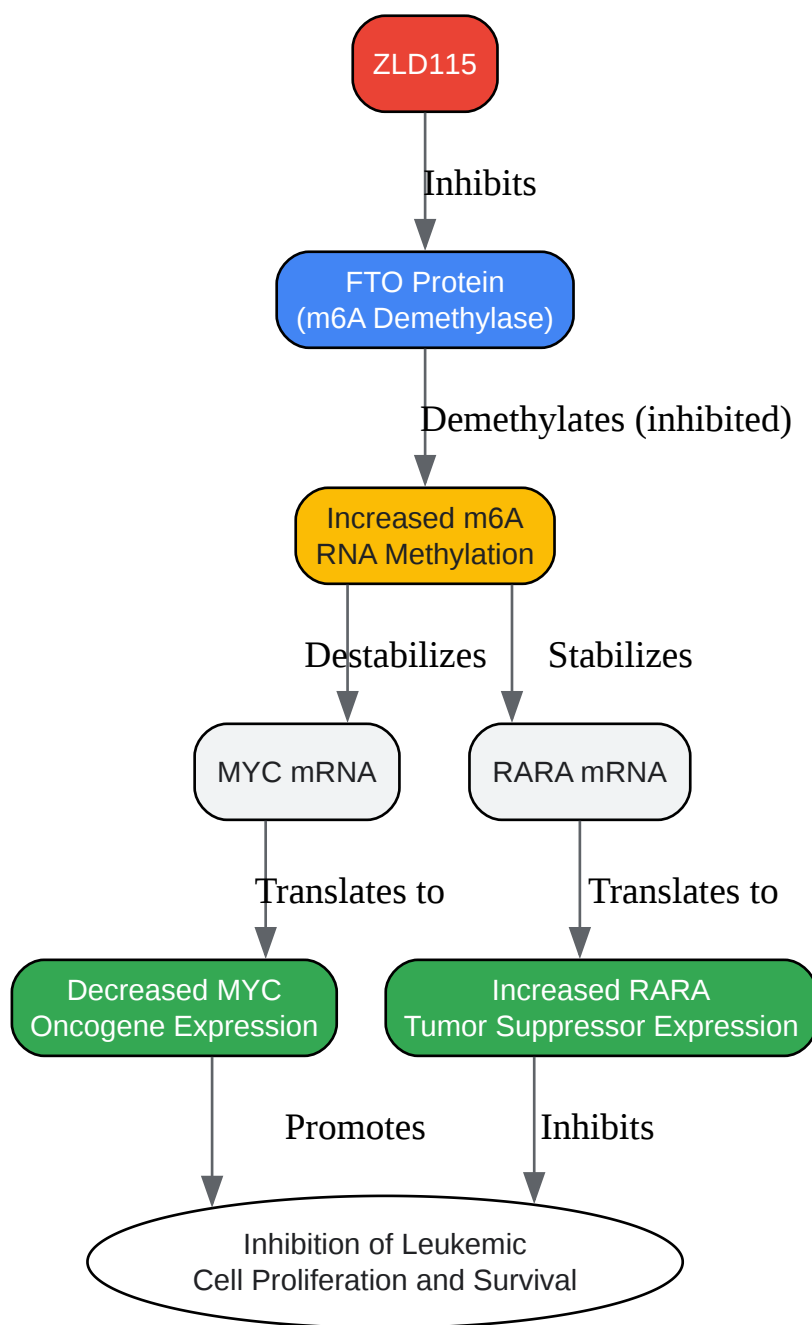 ZLD115
Inhibits
FTO Protein
(m6A Demethylase)
Demethylates (inhibited)
Increased m6A
RNA Methylation
Destabilizes
Stabilizes
MYC mRNA
RARA mRNA
Translates to
Translates to
Decreased MYC
Oncogene Expression
Increased RARA
Tumor Suppressor Expression
Promotes
Inhibits
Inhibition of Leukemic
Cell Proliferation and Survival